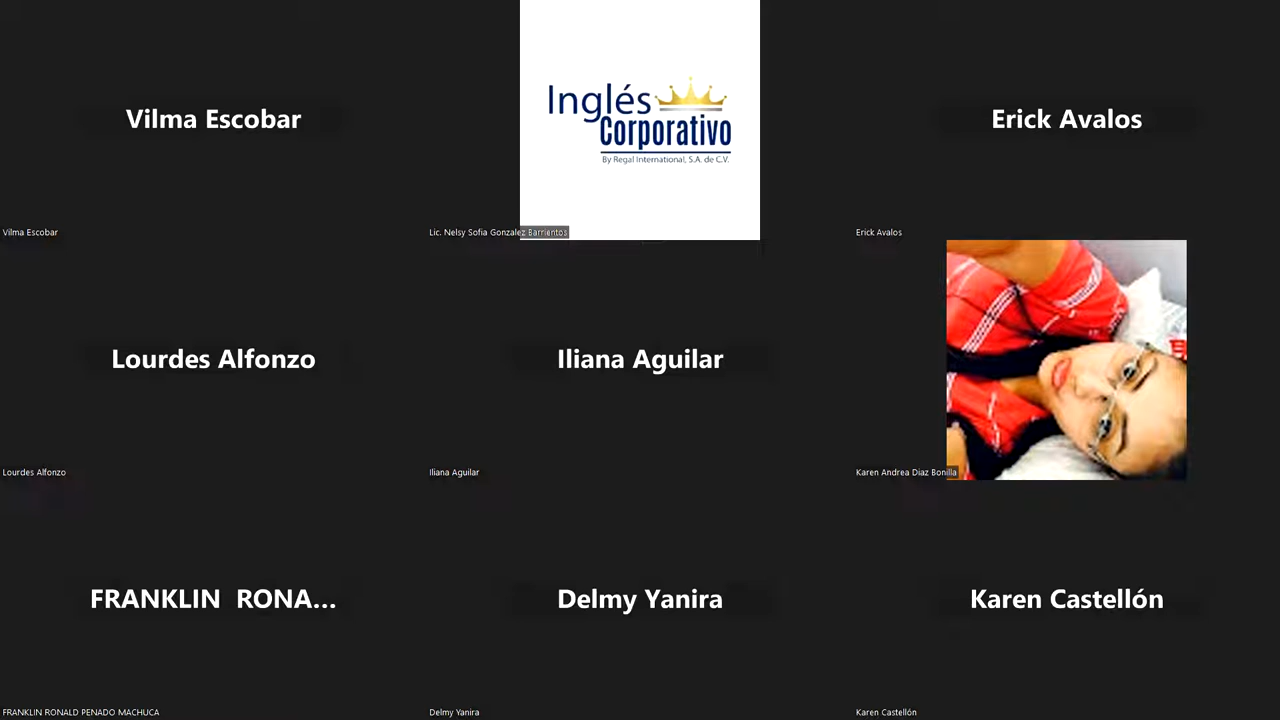 Vilma Escobar
Inglés
Corporativo
By Regal International, S.A. de C.V.
Erick Avalos
Vilma Escobar
Lic. Nelsy Sofia Gonzalez Barrientos
Erick Avalos
Lourdes Alfonzo
Iliana Aguilar
Lourdes Alfonzo
Iliana Aguilar
Karen Andrea Diaz Bonilla
FRANKLIN RONA...
Delmy Yanira
Karen Castellón
FRANKLIN RONALD PENADO MACHUCA
Delmy Yanira
Karen Castellón